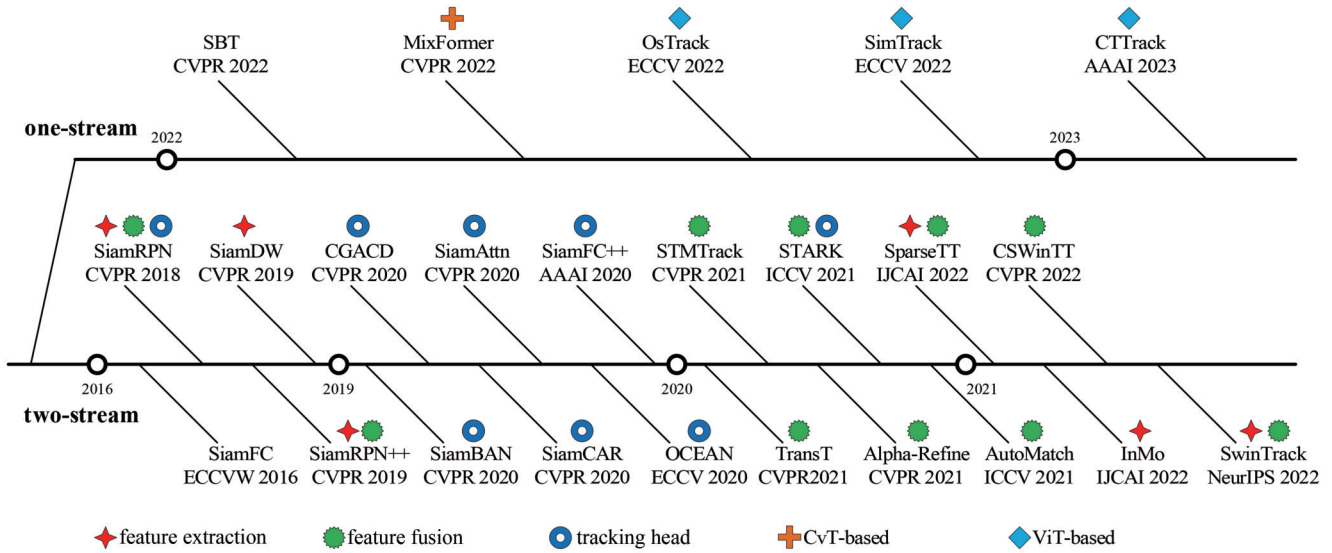 SBT
CVPR 2022
MixFormer
CVPR 2022
OsTrack
ECCV 2022
SimTrack
ECCV 2022
CTTrack
AAAI 2023
one-stream
2022
2023
SiamRPN
CVPR 2018
SiamDW
CVPR 2019
CGACD
CVPR 2020
SiamAttn
CVPR 2020
SiamFC++
AAAI 2020
STMTrack
CVPR 2021
STARK
ICCV 2021
SparseTT
IJCAI 2022
CSWinTT
CVPR 2022
2016
2019
2020
2021
two-stream
SiamFC
ECCVW 2016
SiamRPN++
CVPR 2019
SiamBAN
CVPR 2020
SiamCAR
CVPR 2020
OCEAN
ECCV 2020
TransT
CVPR2021
Alpha-Refine
CVPR 2021
AutoMatch
ICCV 2021
InMo
IJCAI 2022
SwinTrack
NeurIPS 2022
feature extraction
feature fusion
tracking head
CvT-based
ViT-based